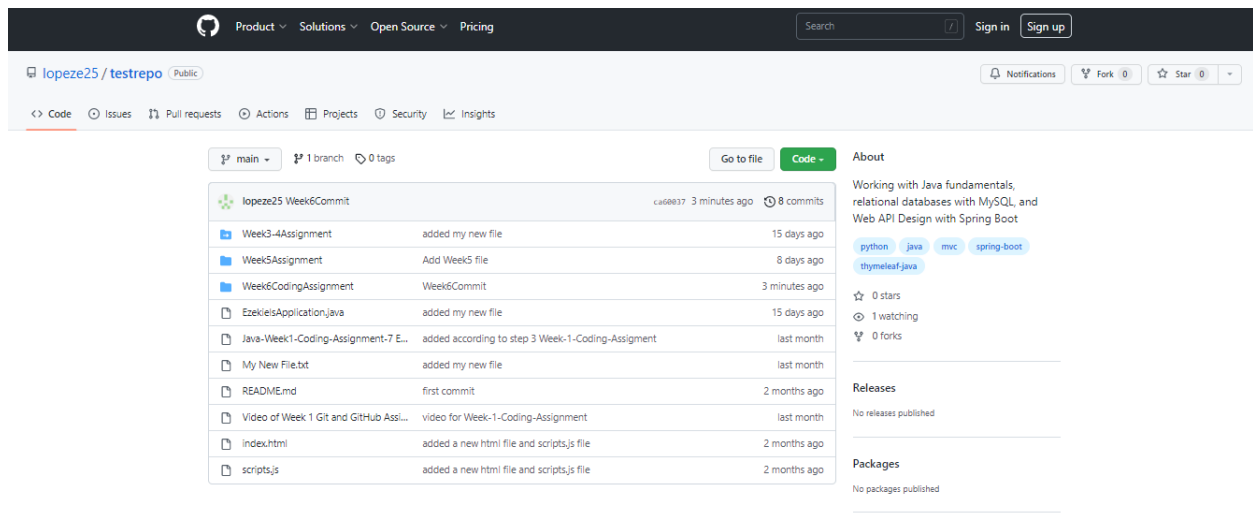 Product Solutions Open Source Pricing Search / Sign in Sign up
lopeze25 / testrepo Public Notifications Fork 0 Star 0
Code Issues Pull requests Actions Projects Security Insights
main 1 branch 0 tags Go to file Code
lopeze25 Week6Commit ca60037 3 minutes ago 8 commits
Week3-4Assignment added my new file 15 days ago
Week5Assignment Add Week5 file 8 days ago
Week6CodingAssignment Week6Commit 3 minutes ago
EzekielsApplication.java added my new file 15 days ago
Java-Week1-Coding-Assignment-7 E... added according to step 3 Week-1-Coding-Assigment last month
My New File.txt added my new file last month
README.md first commit 2 months ago
Video of Week 1 Git and GitHub Assi... video for Week-1-Coding-Assignment last month
index.html added a new html file and scripts.js file 2 months ago
scripts.js added a new html file and scripts.js file 2 months ago
About
Working with Java fundamentals,
relational databases with MySQL, and
Web API Design with Spring Boot
python java mvc spring-boot
thymeleaf-java
0 stars
1 watching
0 forks
Releases
No releases published
Packages
No packages published